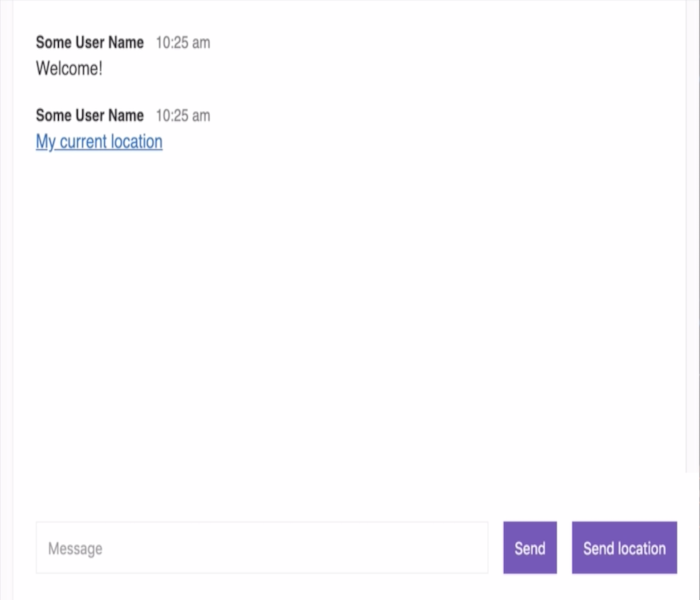 Some User Name 10:25 am
Welcome!
Some User Name 10:25 am
My current location
Message Send Send location